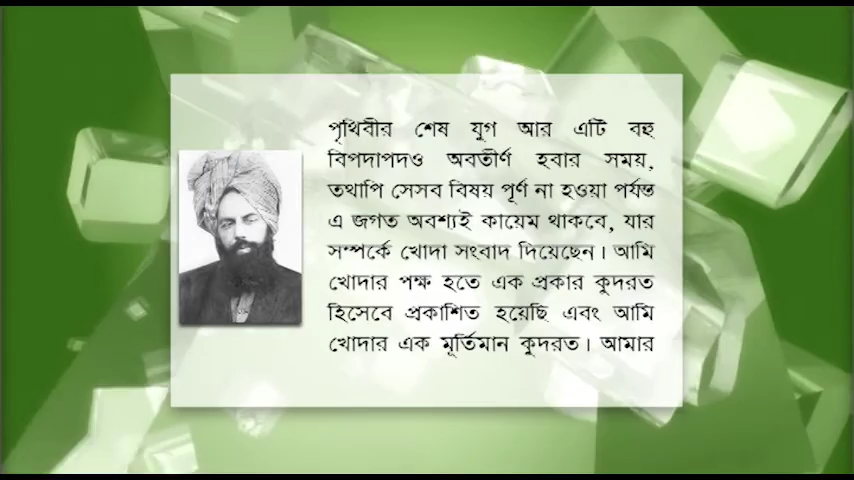 পৃথিবীর শেষ যুগ আর এটি বহু
বিপদাপদও অবতীর্ণ হবার সময়,
তথাপি সেসব বিষয় পূর্ণ না হওয়া পর্যন্ত
এ জগত অবশ্যই কায়েম থাকবে, যার
সম্পর্কে খোদা সংবাদ দিয়েছেন। আমি
খোদার পক্ষ হতে এক প্রকার কুদরত
হিসেবে প্রকাশিত হয়েছি এবং আমি
খোদার এক মূর্তিমান কুদরত। আমার